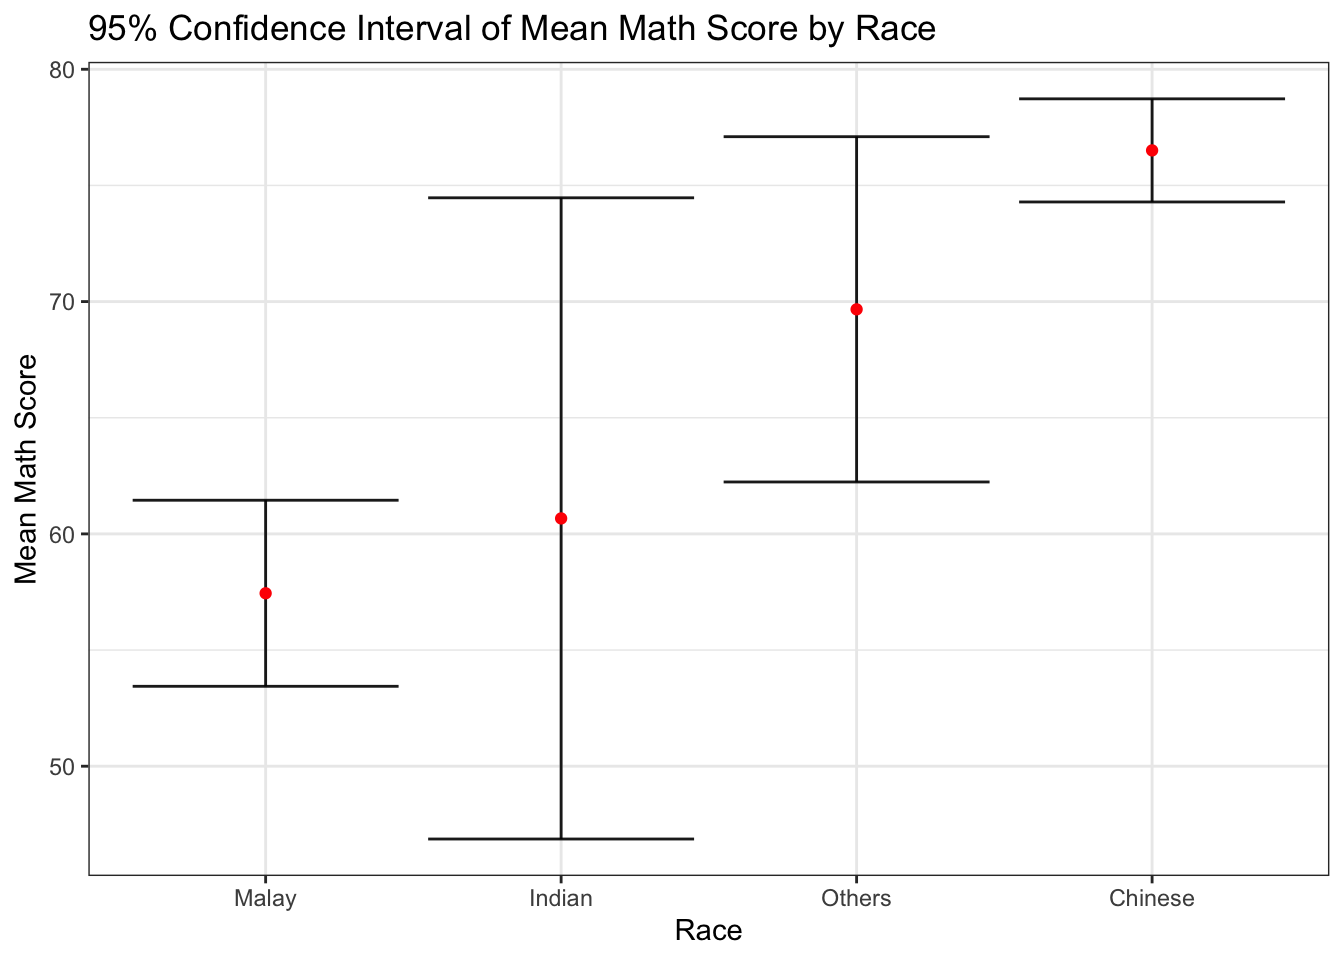 95% Confidence Interval of Mean Math Score by Race
80
70
60
50
Mean Math Score
Malay Indian Others Chinese
Race